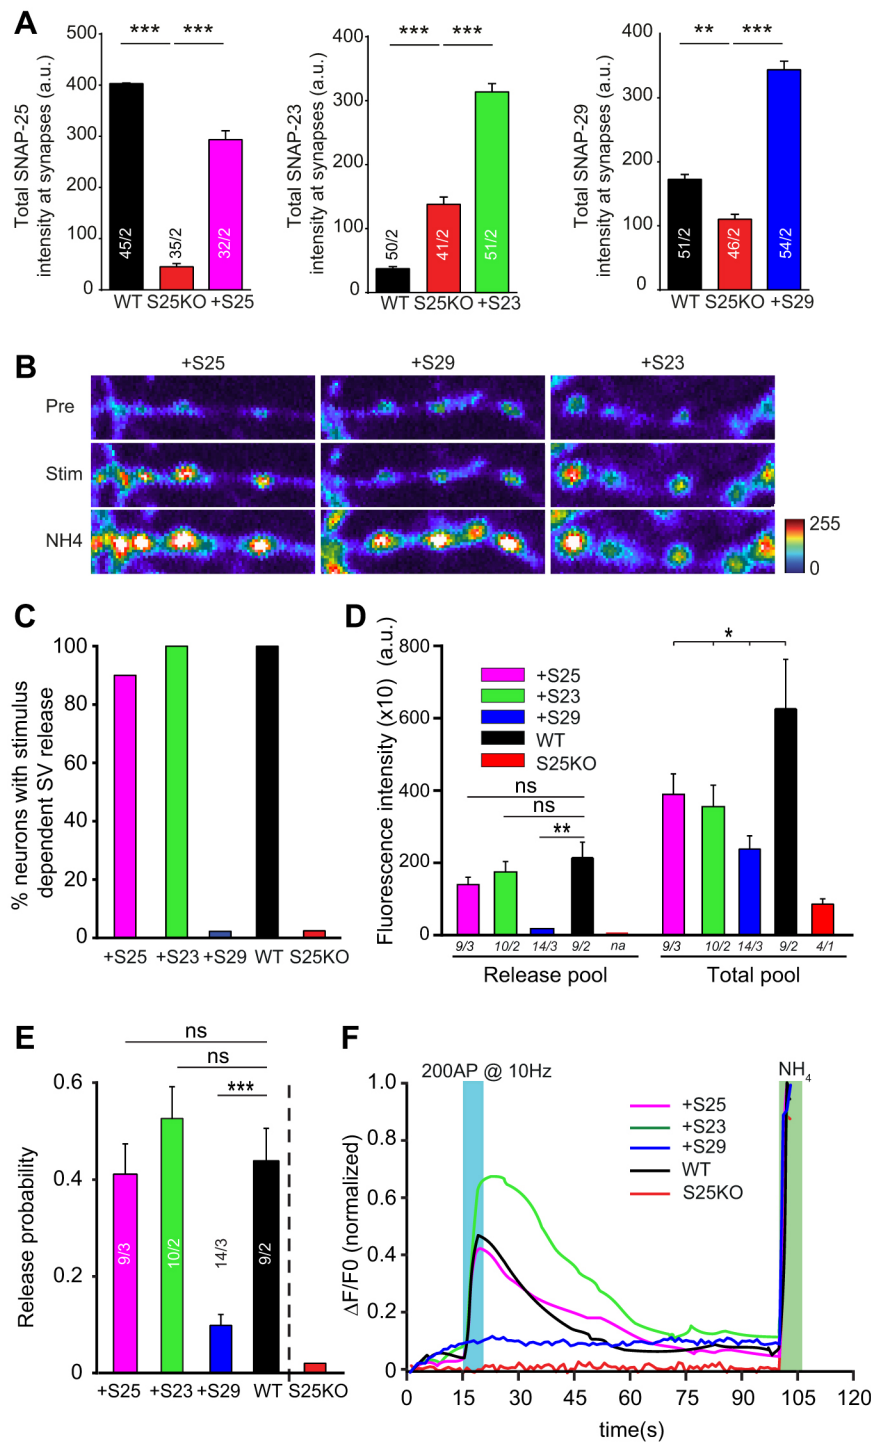 A
Total SNAP-25
intensity at synapses (a.u.)
500
400
300
200
100
0
***
***
45/2
35/2
32/2
WT
S25KO
+S25
Total SNAP-23
intensity at synapses (a.u.)
400
300
200
100
0
***
***
50/2
41/2
51/2
WT
S25KO
+S23
Total SNAP-29
intensity at synapses (a.u.)
400
300
200
100
0
**
***
51/2
46/2
54/2
WT
S25KO
+S29
B
+S25
+S29
+S23
Pre
Stim
NH4
255
0
C
% neurons with stimulus
dependent SV release
100
80
60
40
20
0
+S25
+S23
+S29
WT
S25KO
D
Fluorescence intensity (x10) (a.u.)
800
600
400
200
0
+S25
+S23
+S29
WT
S25KO
ns
ns
**
*
9/3
10/2
14/3
9/2
na
9/3
10/2
14/3
9/2
4/1
Release pool
Total pool
E
Release probability
0.6
0.4
0.2
0
ns
ns
***
9/3
10/2
14/3
9/2
+S25
+S23
+S29
WT
S25KO
F
200AP @ 10Hz
NH4
ΔF/F0 (normalized)
1.0
0.8
0.6
0.4
0.2
0
+S25
+S23
+S29
WT
S25KO
0
15
30
45
60
75
90
105
120
time(s)